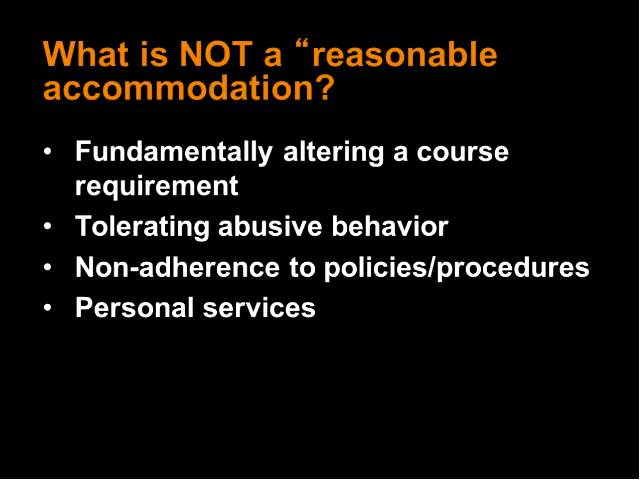 What is NOT a “reasonable
accommodation?
• Fundamentally altering a course
requirement
• Tolerating abusive behavior
• Non-adherence to policies/procedures
• Personal services